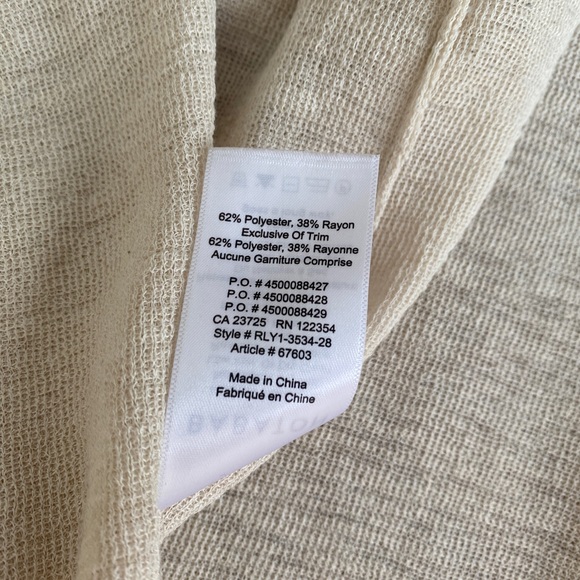 62% Polyester, 38% Rayon
Exclusive Of Trim
62% Polyester, 38% Rayonne
Aucune Garniture Comprise
P.O. # 4500088427
P.O. # 4500088428
P.O. # 4500088429
CA 23725 RN 122354
Style # RLY1-3534-28
Article # 67603
Made in China
Fabriqué en Chine